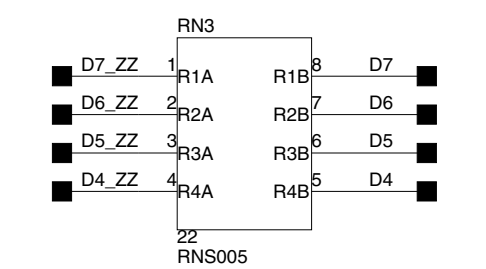 RN3
D7_ZZ 1 R1A R1B 8 D7
D6_ZZ 2 R2A R2B 7 D6
D5_ZZ 3 R3A R3B 6 D5
D4_ZZ 4 R4A R4B 5 D4
22
RNS005